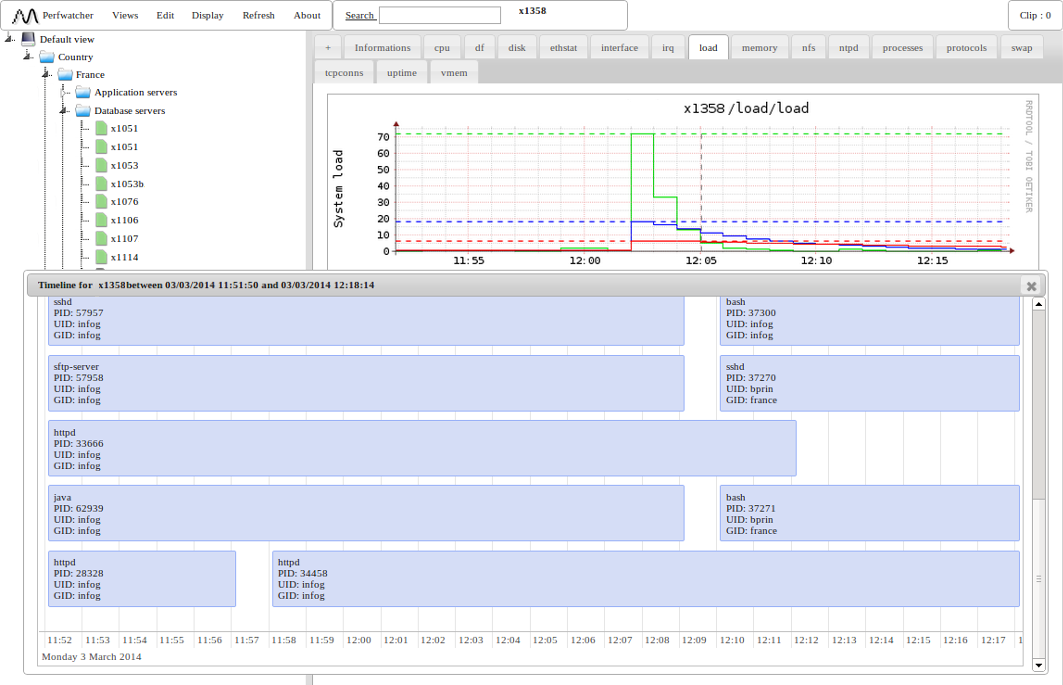 Perfwatcher Views Edit Display Refresh About Search x1358 Clip : 0
Default view
Country
France
Application servers
Database servers
x1051
x1051
x1053
x1053b
x1076
x1106
x1107
x1114
+ Informations cpu df disk ethstat interface irq load memory nfs ntpd processes protocols swap
tcpconns uptime vmem
x1358/load/load
RRDTOOL / TOBI OETIKER
System load
70
60
50
40
30
20
10
0
11:55 12:00 12:05 12:10 12:15
Timeline for x1358between 03/03/2014 11:51:50 and 03/03/2014 12:18:14
sshd
PID: 57957
UID: infog
GID: infog
bash
PID: 37300
UID: infog
GID: infog
sftp-server
PID: 57958
UID: infog
GID: infog
sshd
PID: 37270
UID: bprin
GID: france
httpd
PID: 33666
UID: infog
GID: infog
java
PID: 62939
UID: infog
GID: infog
bash
PID: 37271
UID: bprin
GID: france
httpd
PID: 28328
UID: infog
GID: infog
httpd
PID: 34458
UID: infog
GID: infog
11:52 11:53 11:54 11:55 11:56 11:57 11:58 11:59 12:00 12:01 12:02 12:03 12:04 12:05 12:06 12:07 12:08 12:09 12:10 12:11 12:12 12:13 12:14 12:15 12:16 12:17 1
Monday 3 March 2014